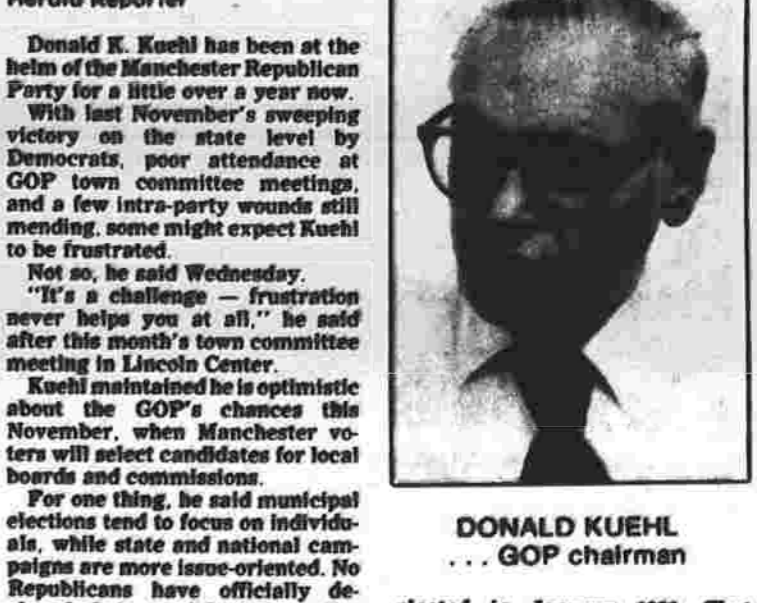 Herald Reporter
Donald K. Kuehl has been at the
helm of the Manchester Republican
Party for a little over a year now.
With last November's sweeping
victory on the state level by
Democrats, poor attendance at
GOP town committee meetings,
and a few intra-party wounds still
mending, some might expect Kuehl
to be frustrated.
Not so, he said Wednesday.
"It's a challenge — frustration
never helps you at all," he said
after this month's town committee
meeting in Lincoln Center.
Kuehl maintained he is optimistic
about the GOP's chances this
November, when Manchester vo-
ters will select candidates for local
boards and commissions.
For one thing, he said municipal
elections tend to focus on individu-
als, while state and national cam-
paigns are more issue-oriented. No
Republicans have officially de-
DONALD KUEHL
. . . GOP chairman